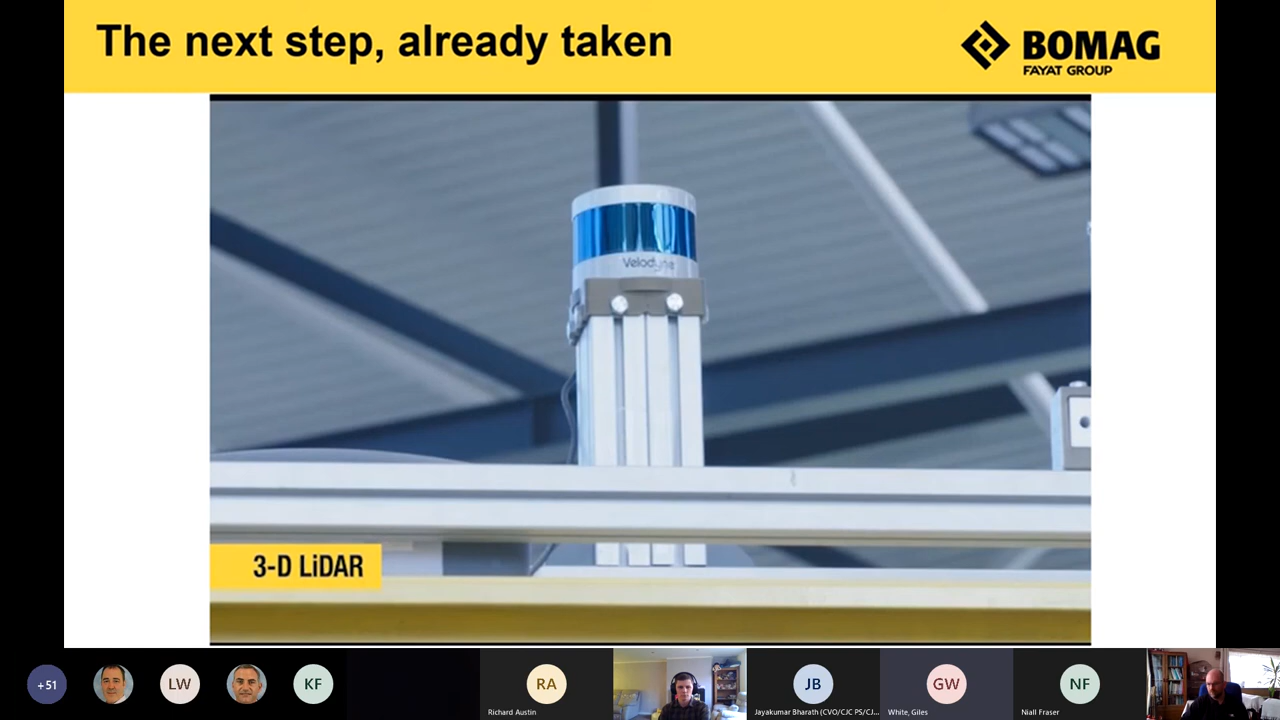 The next step, already taken
BOMAG
FAYAT GROUP
Velodyne
3-D LiDAR
+51
LW
KF
RA
JB
GW
NF
Richard Austin
Jayakumar Bharath (CVO/CJC PS/CJ...
White, Giles
Niall Fraser